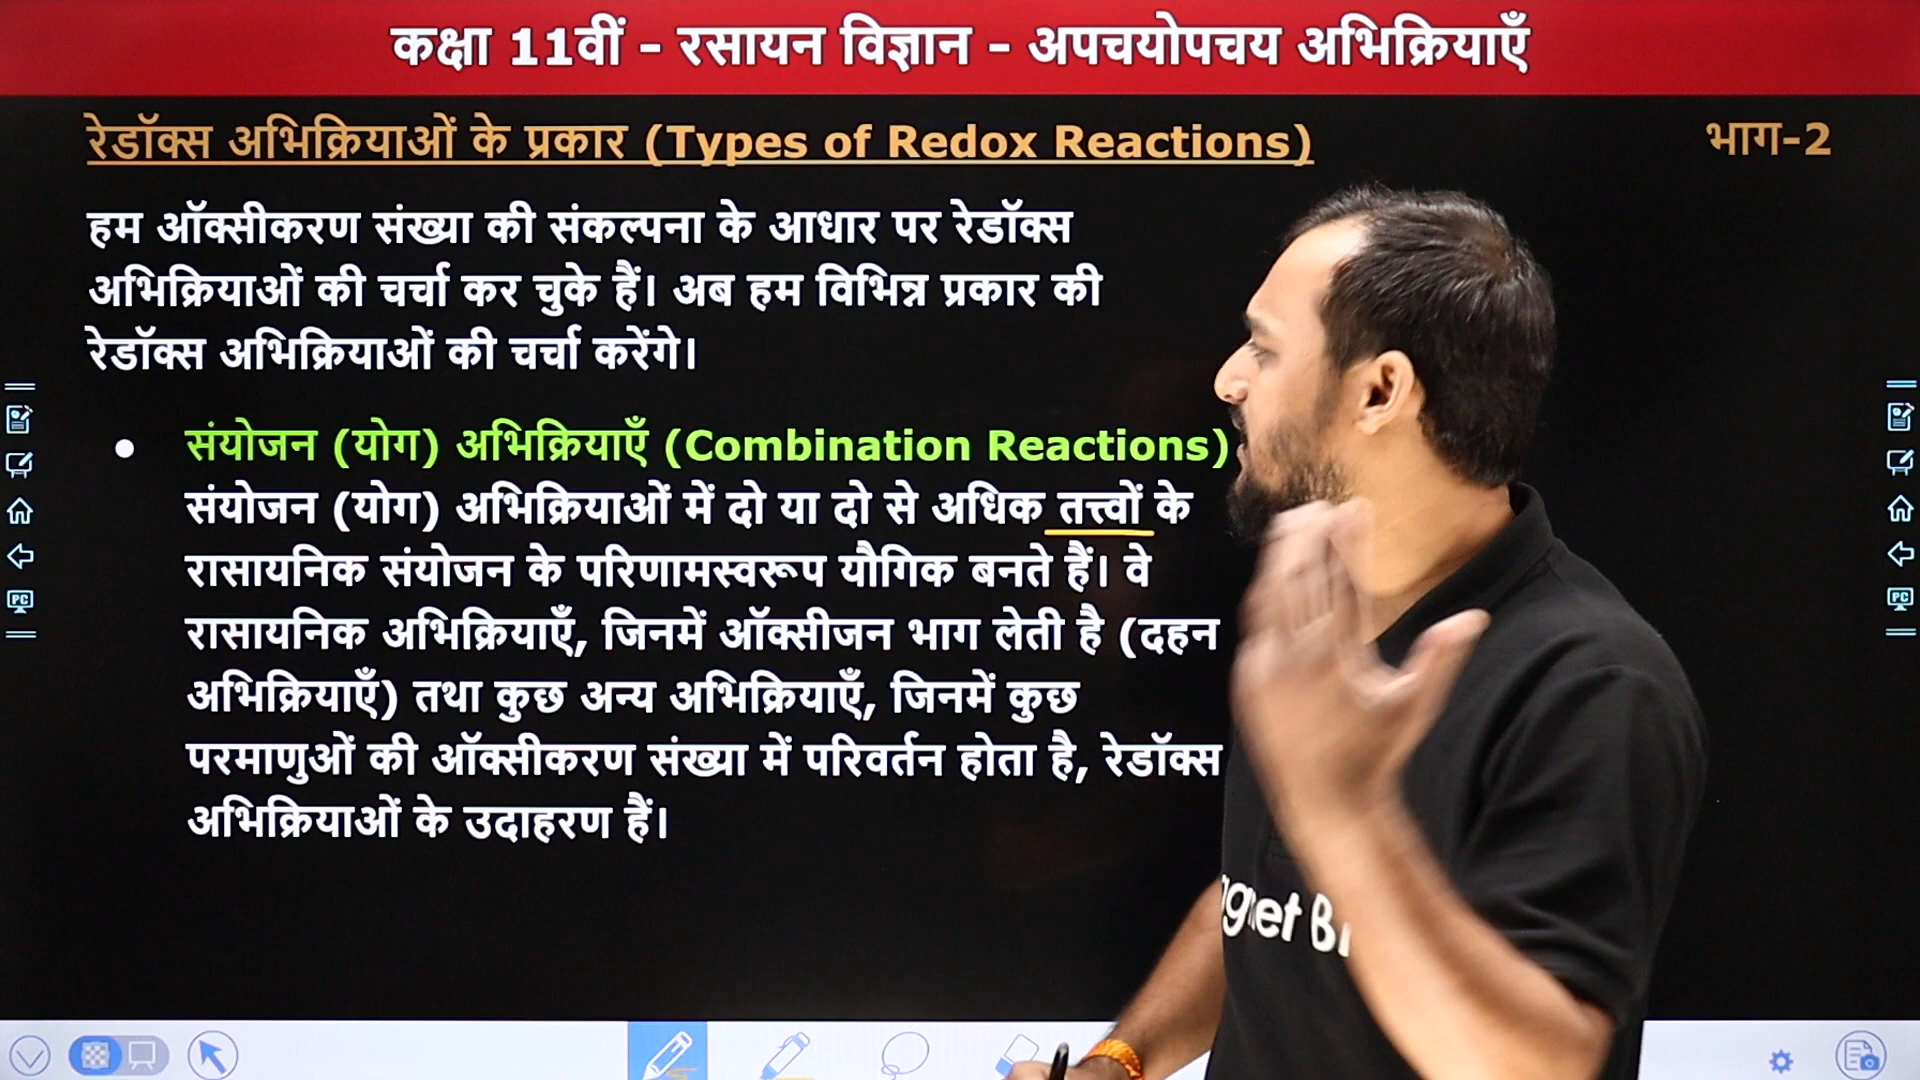 कक्षा 11वीं - रसायन विज्ञान - अपचयोपचय अभिक्रियाएँ
रेडॉक्स अभिक्रियाओं के प्रकार (Types of Redox Reactions)
भाग-2
हम ऑक्सीकरण संख्या की संकल्पना के आधार पर रेडॉक्स
अभिक्रियाओं की चर्चा कर चुके हैं। अब हम विभिन्न प्रकार की
रेडॉक्स अभिक्रियाओं की चर्चा करेंगे।
● संयोजन (योग) अभिक्रियाएँ (Combination Reactions)
संयोजन (योग) अभिक्रियाओं में दो या दो से अधिक तत्त्वों के
रासायनिक संयोजन के परिणामस्वरूप यौगिक बनते हैं। वे
रासायनिक अभिक्रियाएँ, जिनमें ऑक्सीजन भाग लेती है (दहन
अभिक्रियाएँ) तथा कुछ अन्य अभिक्रियाएँ, जिनमें कुछ
परमाणुओं की ऑक्सीकरण संख्या में परिवर्तन होता है, रेडॉक्स
अभिक्रियाओं के उदाहरण हैं।
PC
PC